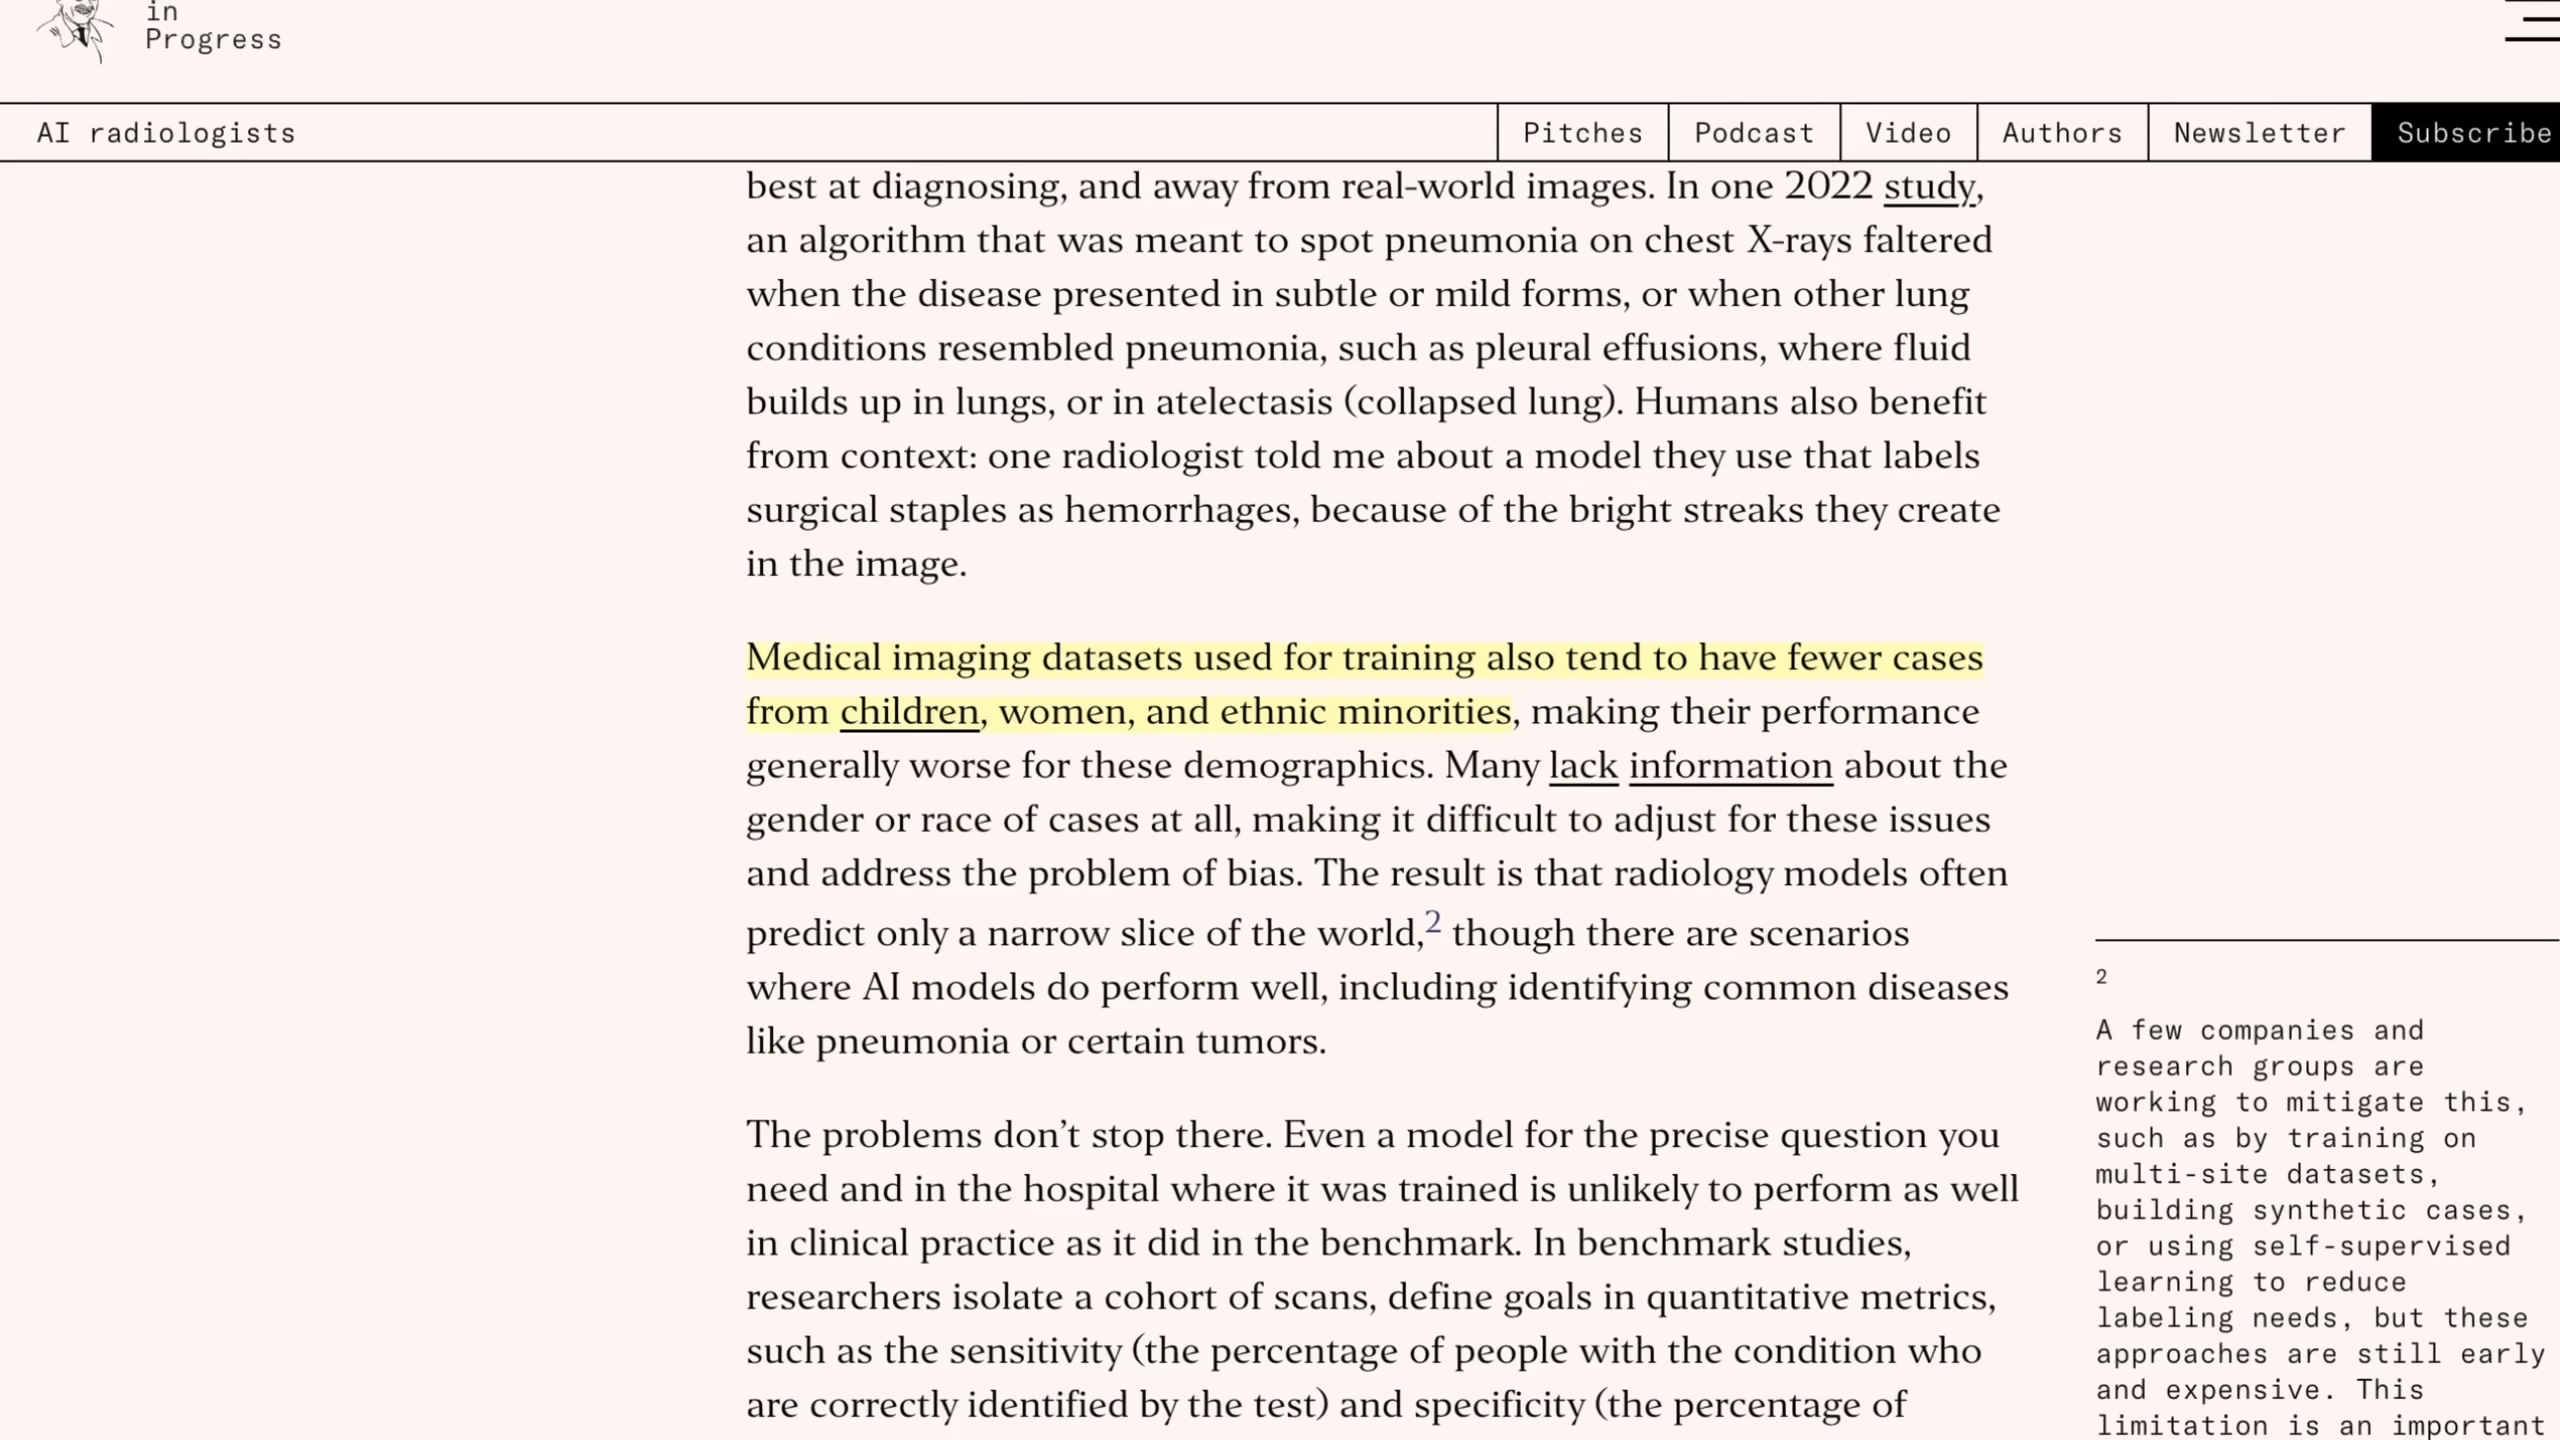 in
Progress
AI radiologists
Pitches
Podcast
Video
Authors
Newsletter
Subscribe
best at diagnosing, and away from real-world images. In one 2022 study,
an algorithm that was meant to spot pneumonia on chest X-rays faltered
when the disease presented in subtle or mild forms, or when other lung
conditions resembled pneumonia, such as pleural effusions, where fluid
builds up in lungs, or in atelectasis (collapsed lung). Humans also benefit
from context: one radiologist told me about a model they use that labels
surgical staples as hemorrhages, because of the bright streaks they create
in the image.
Medical imaging datasets used for training also tend to have fewer cases
from children, women, and ethnic minorities, making their performance
generally worse for these demographics. Many lack information about the
gender or race of cases at all, making it difficult to adjust for these issues
and address the problem of bias. The result is that radiology models often
predict only a narrow slice of the world,2 though there are scenarios
where AI models do perform well, including identifying common diseases
like pneumonia or certain tumors.
The problems don’t stop there. Even a model for the precise question you
need and in the hospital where it was trained is unlikely to perform as well
in clinical practice as it did in the benchmark. In benchmark studies,
researchers isolate a cohort of scans, define goals in quantitative metrics,
such as the sensitivity (the percentage of people with the condition who
are correctly identified by the test) and specificity (the percentage of
2
A few companies and
research groups are
working to mitigate this,
such as by training on
multi-site datasets,
building synthetic cases,
or using self-supervised
learning to reduce
labeling needs, but these
approaches are still early
and expensive. This
limitation is an important